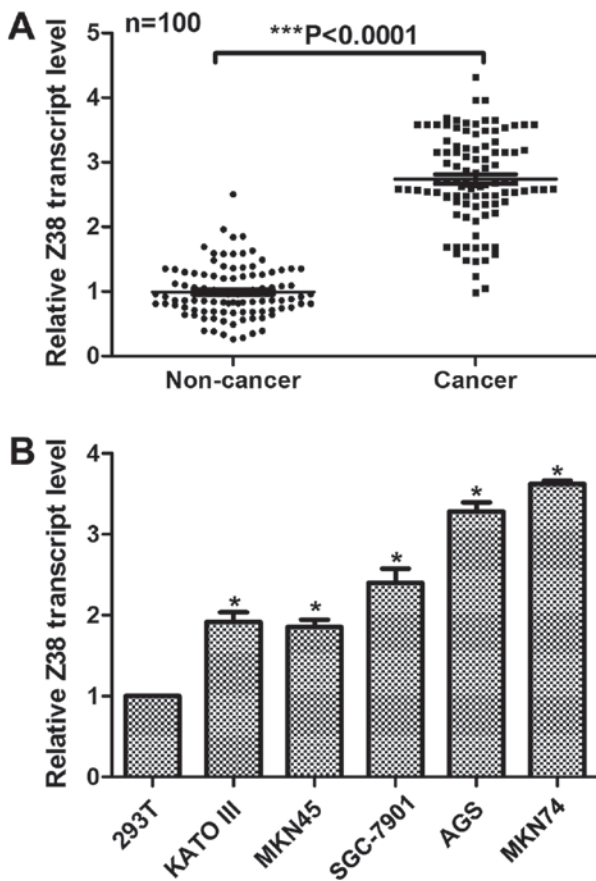 A
n=100
***P<0.0001
Relative Z38 transcript level
5
4
3
2
1
0
Non-cancer
Cancer
B
Relative Z38 transcript level
4
3
2
1
0
*
*
*
*
*
293T
KATO III
MKN45
SGC-7901
AGS
MKN74